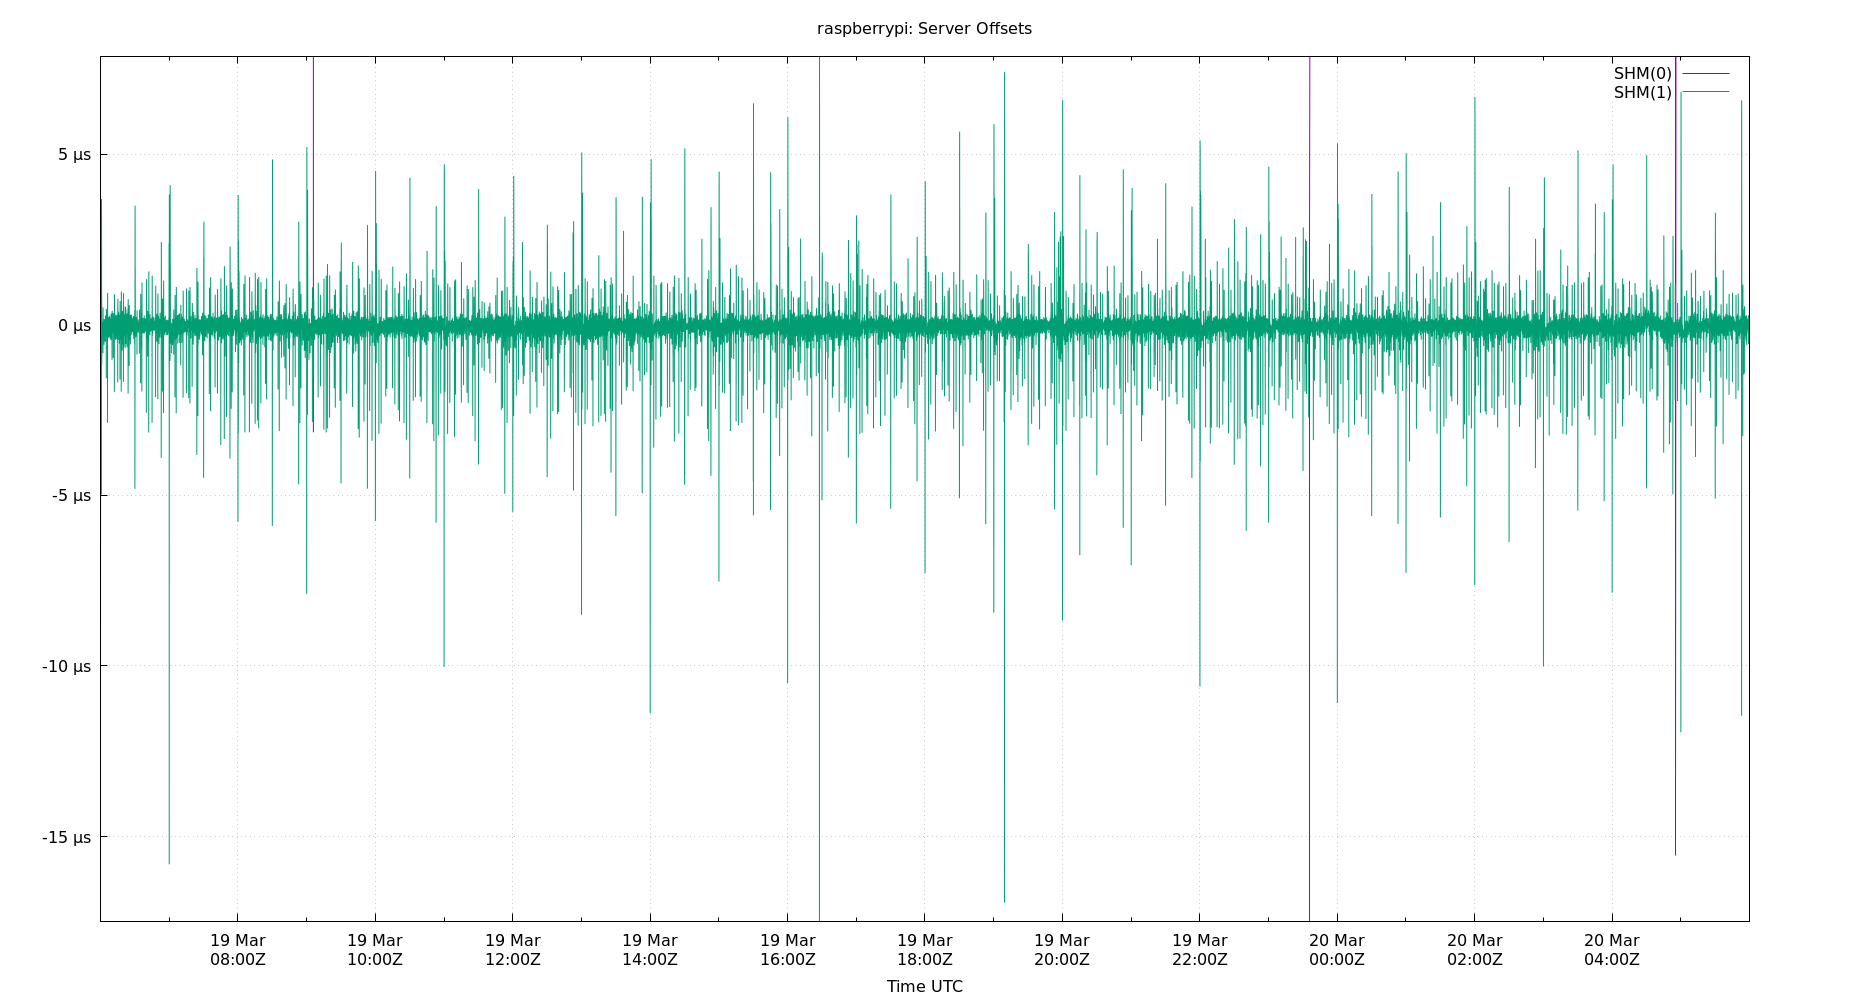 raspberrypi: Server Offsets
SHM(0)
SHM(1)
5 µs
0 µs
-5 µs
-10 µs
-15 µs
19 Mar 19 Mar 19 Mar 19 Mar 19 Mar 19 Mar 19 Mar 19 Mar 20 Mar 20 Mar 20 Mar
08:00Z 10:00Z 12:00Z 14:00Z 16:00Z 18:00Z 20:00Z 22:00Z 00:00Z 02:00Z 04:00Z
Time UTC